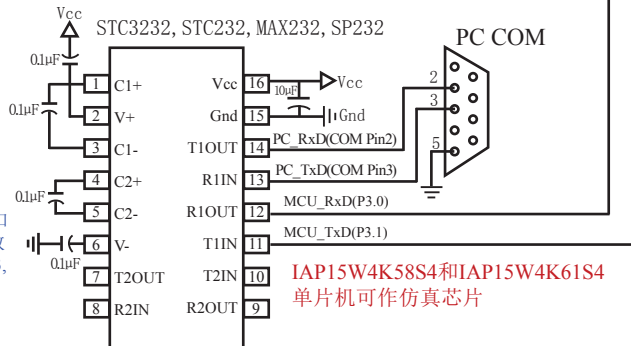 Vcc
STC3232, STC232, MAX232, SP232
PC COM
0.1μF
0.1μF
1 C1+
2 V+
3 C1-
4 C2+
5 C2-
6 V-
7 T2OUT
8 R2IN
0.1μF
0.1μF
Vcc 16
Vcc
10μF
Gnd 15
Gnd
T1OUT 14
PC_RxD(COM Pin2)
R1IN 13
PC_TxD(COM Pin3)
R1OUT 12
MCU_RxD(P3.0)
T1IN 11
MCU_TxD(P3.1)
T2IN 10
R2OUT 9
2
3
5
IAP15W4K58S4和IAP15W4K61S4
单片机可作仿真芯片